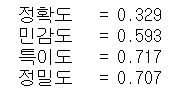 정확도 = 0.329
민감도 = 0.593
특이도 = 0.717
정밀도 = 0.707